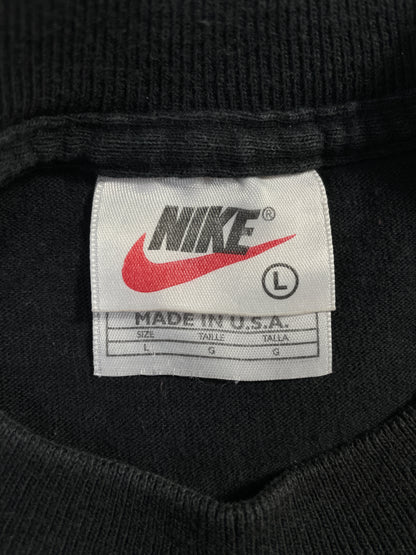 NIKE®
L
MADE IN U.S.A.
SIZE TAILLE TALLA
L G G